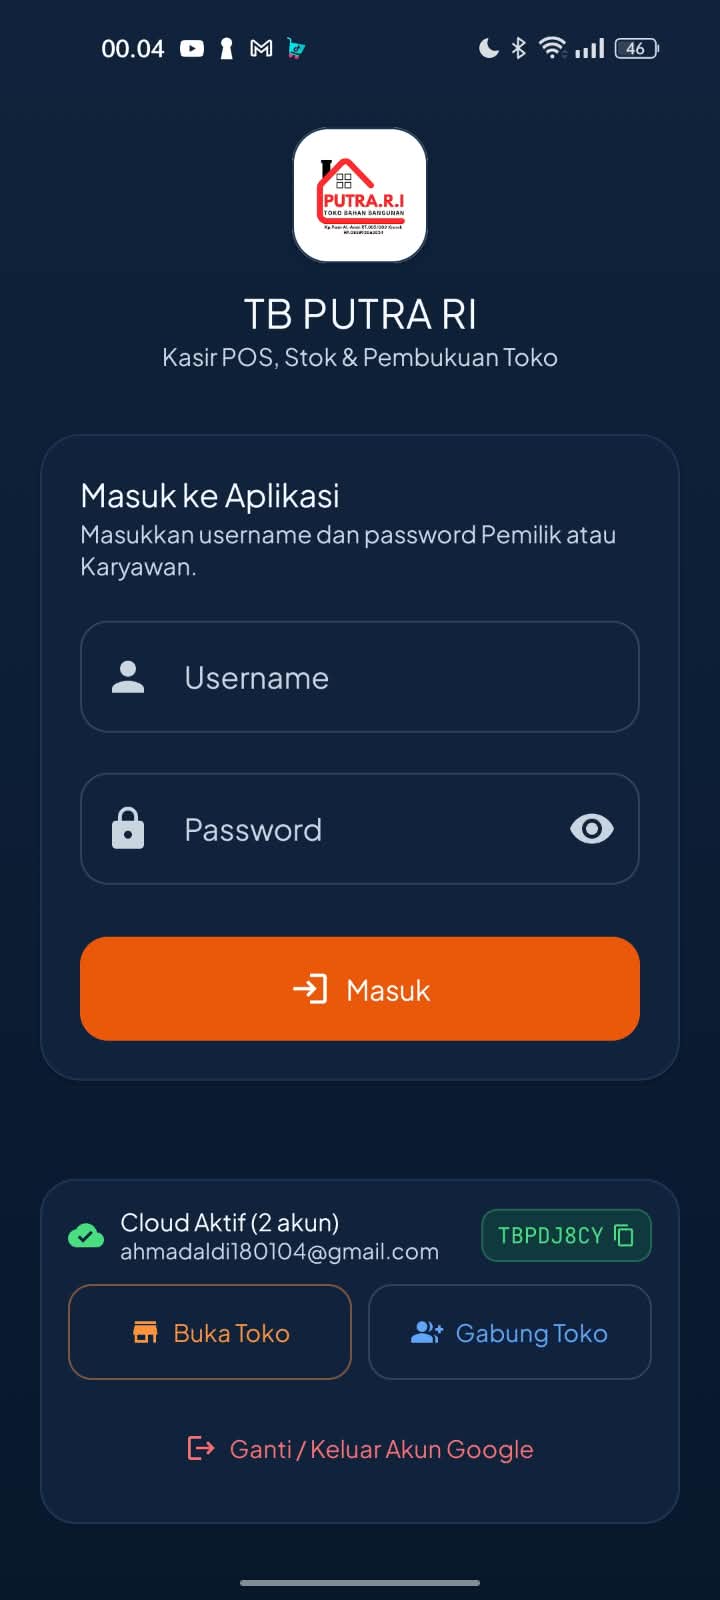 00.04
46
PUTRA.R.I
TOKO BAHAN BANGUNAN
TB PUTRA RI
Kasir POS, Stok & Pembukuan Toko
Masuk ke Aplikasi
Masukkan username dan password Pemilik atau
Karyawan.
Username
Password
Masuk
Cloud Aktif (2 akun)
ahmadaldi180104@gmail.com
TBPDJ8CY
Buka Toko
Gabung Toko
Ganti / Keluar Akun Google